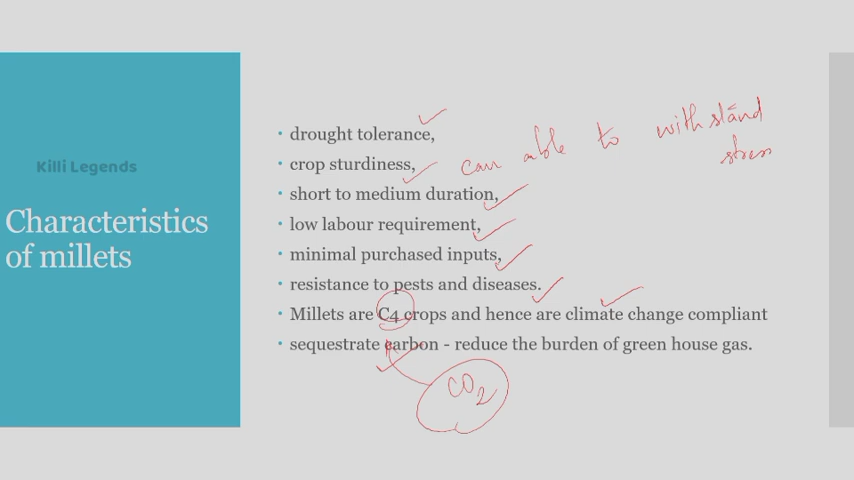 Killi Legends
Characteristics
of millets
drought tolerance,
crop sturdiness,
can able to withstand
stress
short to medium duration,
low labour requirement,
minimal purchased inputs,
resistance to pests and diseases.
Millets are C4 crops and hence are climate change compliant
sequestrate carbon - reduce the burden of green house gas.
CO2